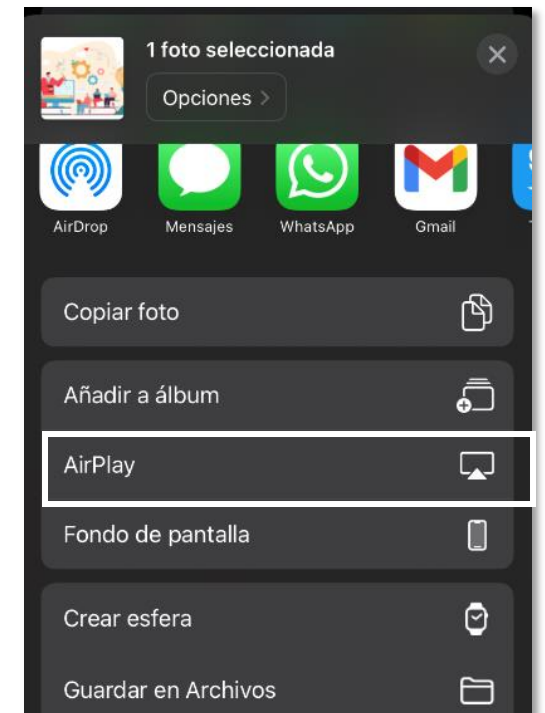 1 foto seleccionada
Opciones >
AirDrop
Mensajes
WhatsApp
Gmail
Copiar foto
Añadir a álbum
AirPlay
Fondo de pantalla
Crear esfera
Guardar en Archivos